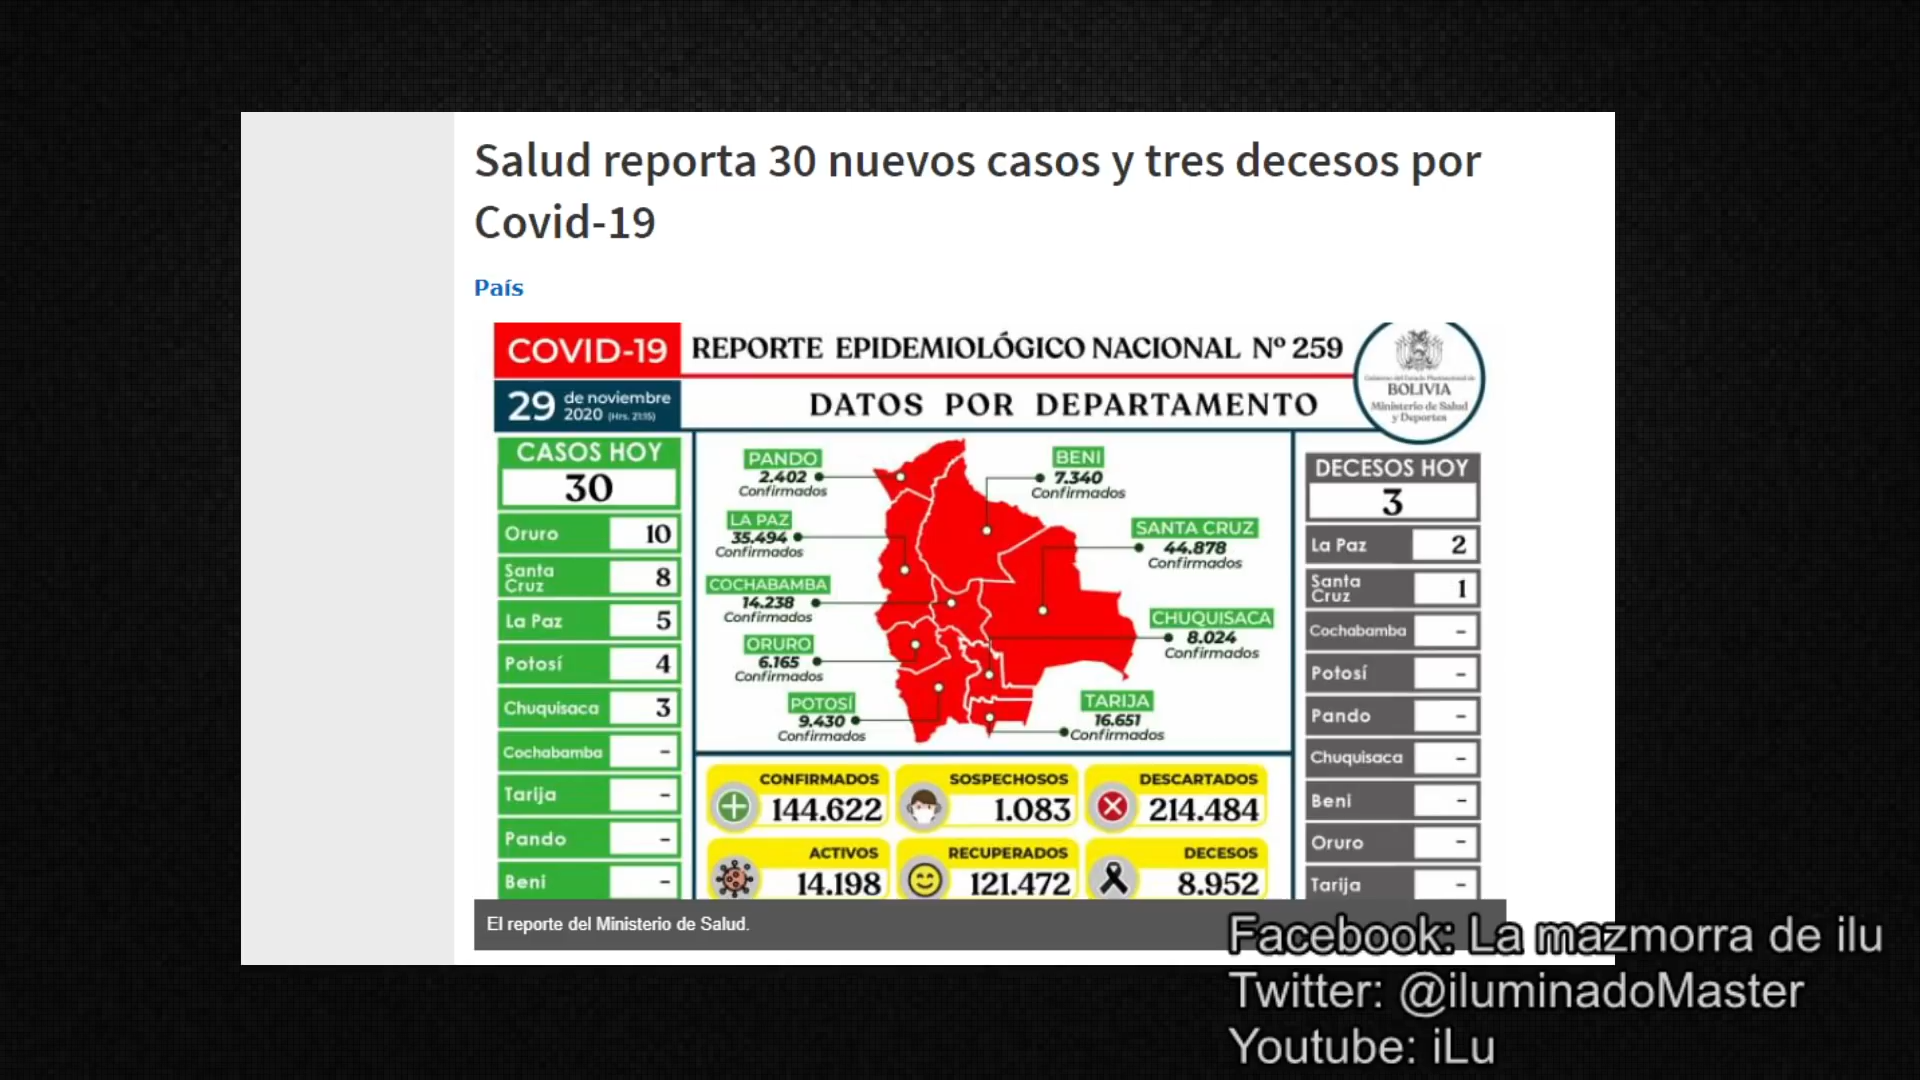 Salud reporta 30 nuevos casos y tres decesos por
Covid-19
País
COVID-19
REPORTE EPIDEMIOLÓGICO NACIONAL Nº 259
29 de noviembre
2020 (Hrs. 21:15)
DATOS POR DEPARTAMENTO
BOLIVIA
Ministerio de Salud
y Deportes
CASOS HOY
30
Oruro 10
Santa
Cruz 8
La Paz 5
Potosí 4
Chuquisaca 3
Cochabamba -
Tarija -
Pando -
Beni -
PANDO
2.402
Confirmados
LA PAZ
35.494
Confirmados
COCHABAMBA
14.238
Confirmados
ORURO
6.165
Confirmados
POTOSÍ
9.430
Confirmados
BENI
7.340
Confirmados
SANTA CRUZ
44.878
Confirmados
CHUQUISACA
8.024
Confirmados
TARIJA
16.651
Confirmados
CONFIRMADOS
144.622
SOSPECHOSOS
1.083
DESCARTADOS
214.484
ACTIVOS
14.198
RECUPERADOS
121.472
DECESOS
8.952
DECESOS HOY
3
La Paz 2
Santa
Cruz 1
Cochabamba -
Potosí -
Pando -
Chuquisaca -
Beni -
Oruro -
Tarija -
El reporte del Ministerio de Salud.
Facebook: La mazmorra de ilu
Twitter: @iluminadoMaster
Youtube: iLu